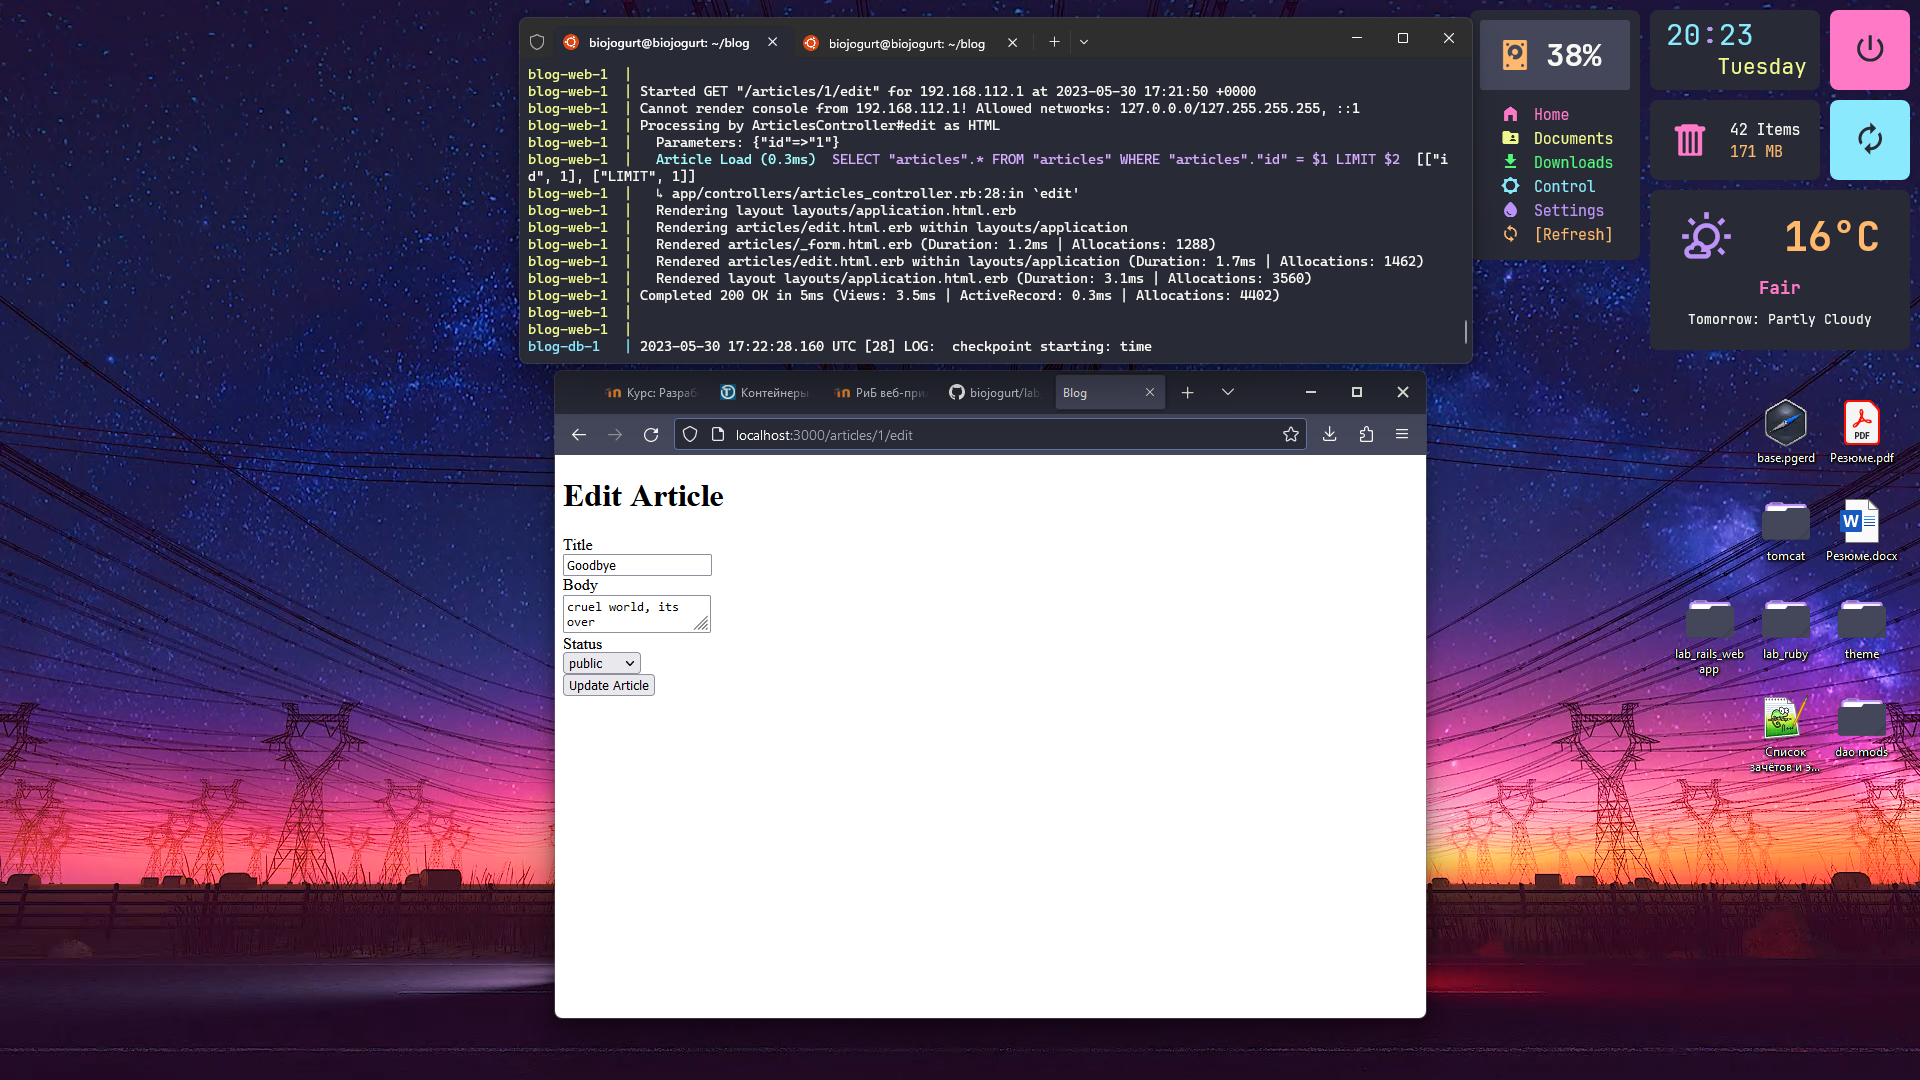 biojogurt@biojogurt: ~/blog
biojogurt@biojogurt: ~/blog
blog-web-1  |
blog-web-1  | Started GET "/articles/1/edit" for 192.168.112.1 at 2023-05-30 17:21:50 +0000
blog-web-1  | Cannot render console from 192.168.112.1! Allowed networks: 127.0.0.0/127.255.255.255, ::1
blog-web-1  | Processing by ArticlesController#edit as HTML
blog-web-1  |   Parameters: {"id"=>"1"}
blog-web-1  |   Article Load (0.3ms)  SELECT "articles".* FROM "articles" WHERE "articles"."id" = $1 LIMIT $2  [["i
d", 1], ["LIMIT", 1]]
blog-web-1  |   ↳ app/controllers/articles_controller.rb:28:in `edit'
blog-web-1  |   Rendering layout layouts/application.html.erb
blog-web-1  |   Rendering articles/edit.html.erb within layouts/application
blog-web-1  |   Rendered articles/_form.html.erb (Duration: 1.2ms | Allocations: 1288)
blog-web-1  |   Rendered articles/edit.html.erb within layouts/application (Duration: 1.7ms | Allocations: 1462)
blog-web-1  |   Rendered layout layouts/application.html.erb (Duration: 3.1ms | Allocations: 3560)
blog-web-1  | Completed 200 OK in 5ms (Views: 3.5ms | ActiveRecord: 0.3ms | Allocations: 4402)
blog-web-1  |
blog-web-1  |
blog-db-1   | 2023-05-30 17:22:28.160 UTC [28] LOG:  checkpoint starting: time
38%
Home
Documents
Downloads
Control
Settings
[Refresh]
20:23
Tuesday
42 Items
171 MB
16°C
Fair
Tomorrow: Partly Cloudy
Курс: Разраб
Контейнеры
РиБ веб-при
biojogurt/lab
Blog
localhost:3000/articles/1/edit
Edit Article
Title
Goodbye
Body
cruel world, its
over
Status
public
Update Article
base.pgerd
PDF
Резюме.pdf
tomcat
W
Резюме.docx
lab_rails_web
app
lab_ruby
theme
Список
зачётов и э...
dao mods